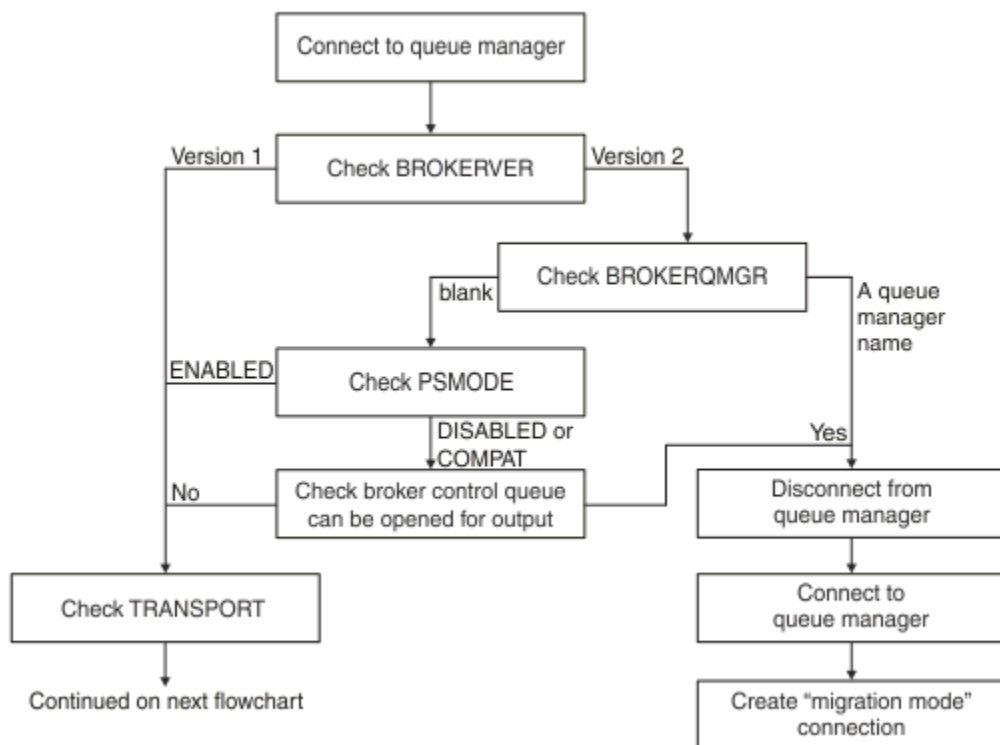 Connect to queue manager
Version 1
Check BROKERVER
Version 2
Check BROKERQMGR
blank
A queue
manager
name
ENABLED
Check PSMODE
DISABLED or
COMPAT
Yes
No
Check broker control queue
can be opened for output
Disconnect from
queue manager
Check TRANSPORT
Connect to
queue manager
Continued on next flowchart
Create “migration mode”
connection